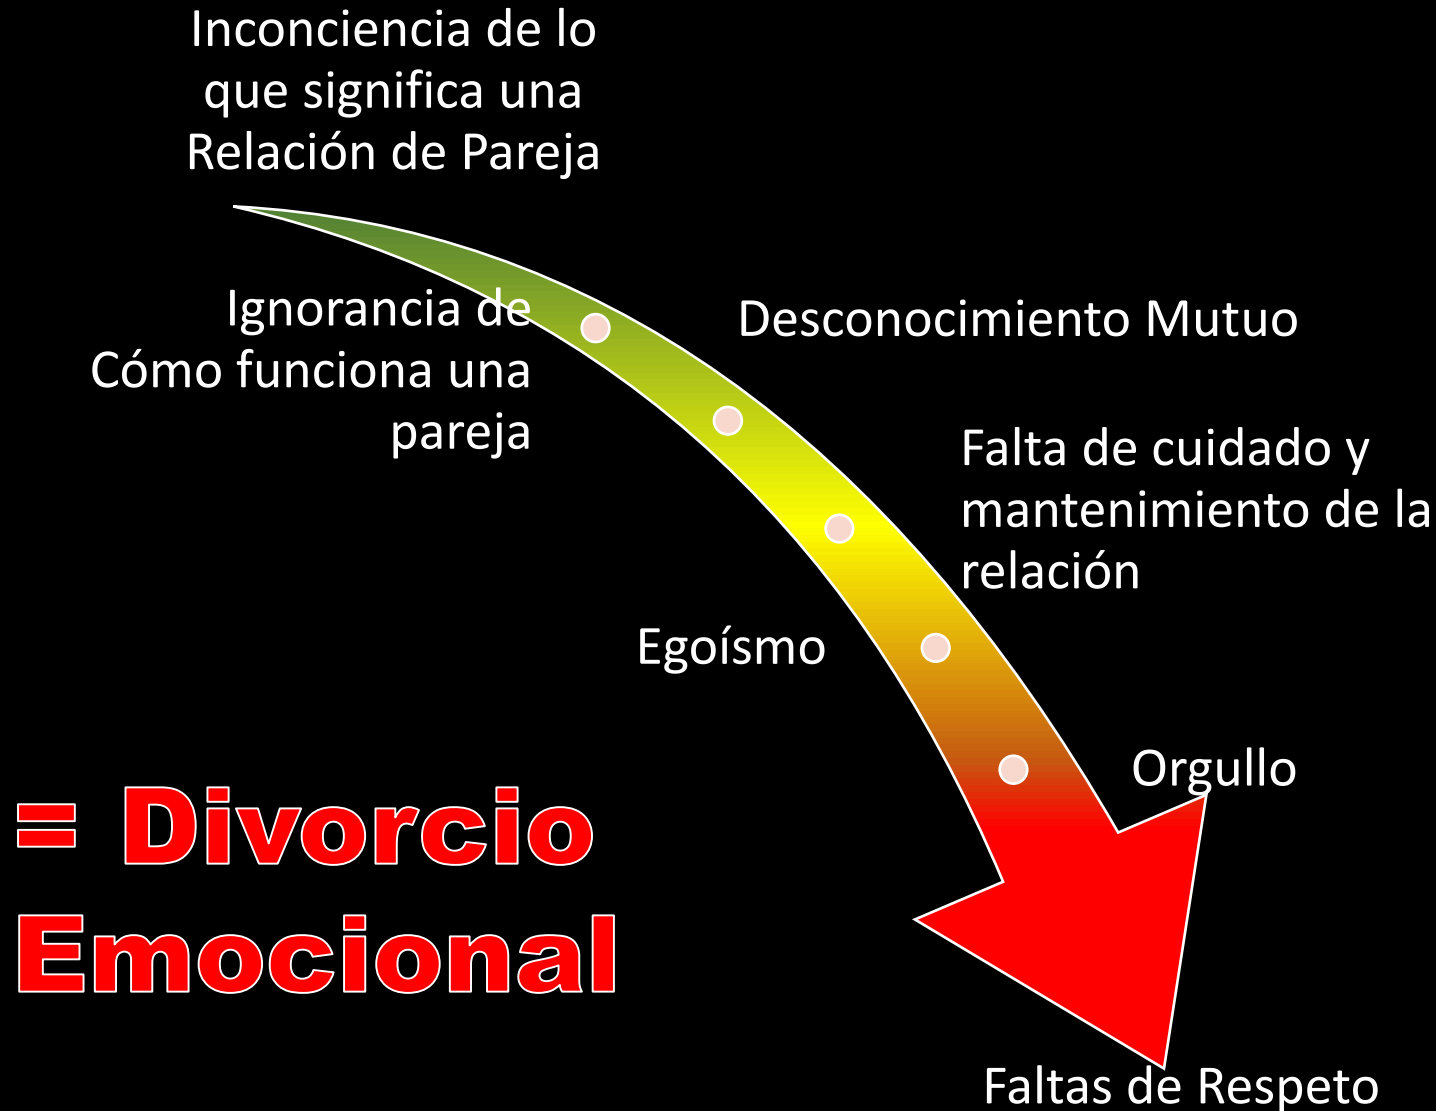 Inconciencia de lo
que significa una
Relación de Pareja
Ignorancia de
Cómo funciona una
pareja
Desconocimiento Mutuo
Falta de cuidado y
mantenimiento de la
relación
Egoísmo
Orgullo
= Divorcio
Emocional
Faltas de Respeto